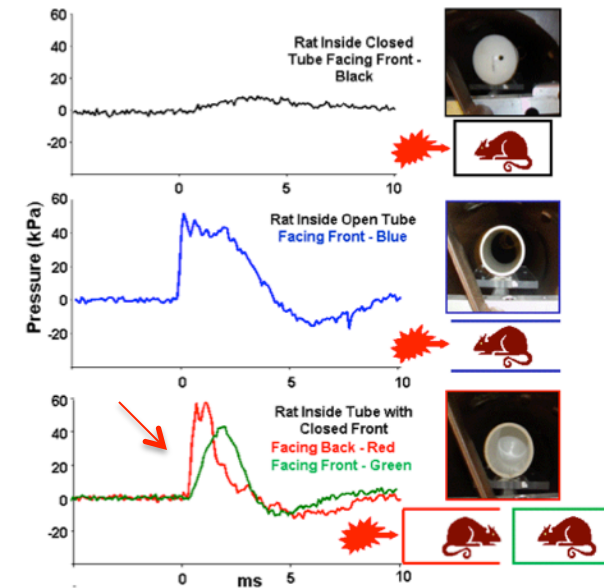 60
40
20
0
-20
Rat Inside Closed
Tube Facing Front -
Black
0
5
10
Pressure (kPa)
60
40
20
0
-20
Rat Inside Open Tube
Facing Front - Blue
0
5
10
60
40
20
0
-20
Rat Inside Tube with
Closed Front
Facing Back - Red
Facing Front - Green
0
ms
5
10